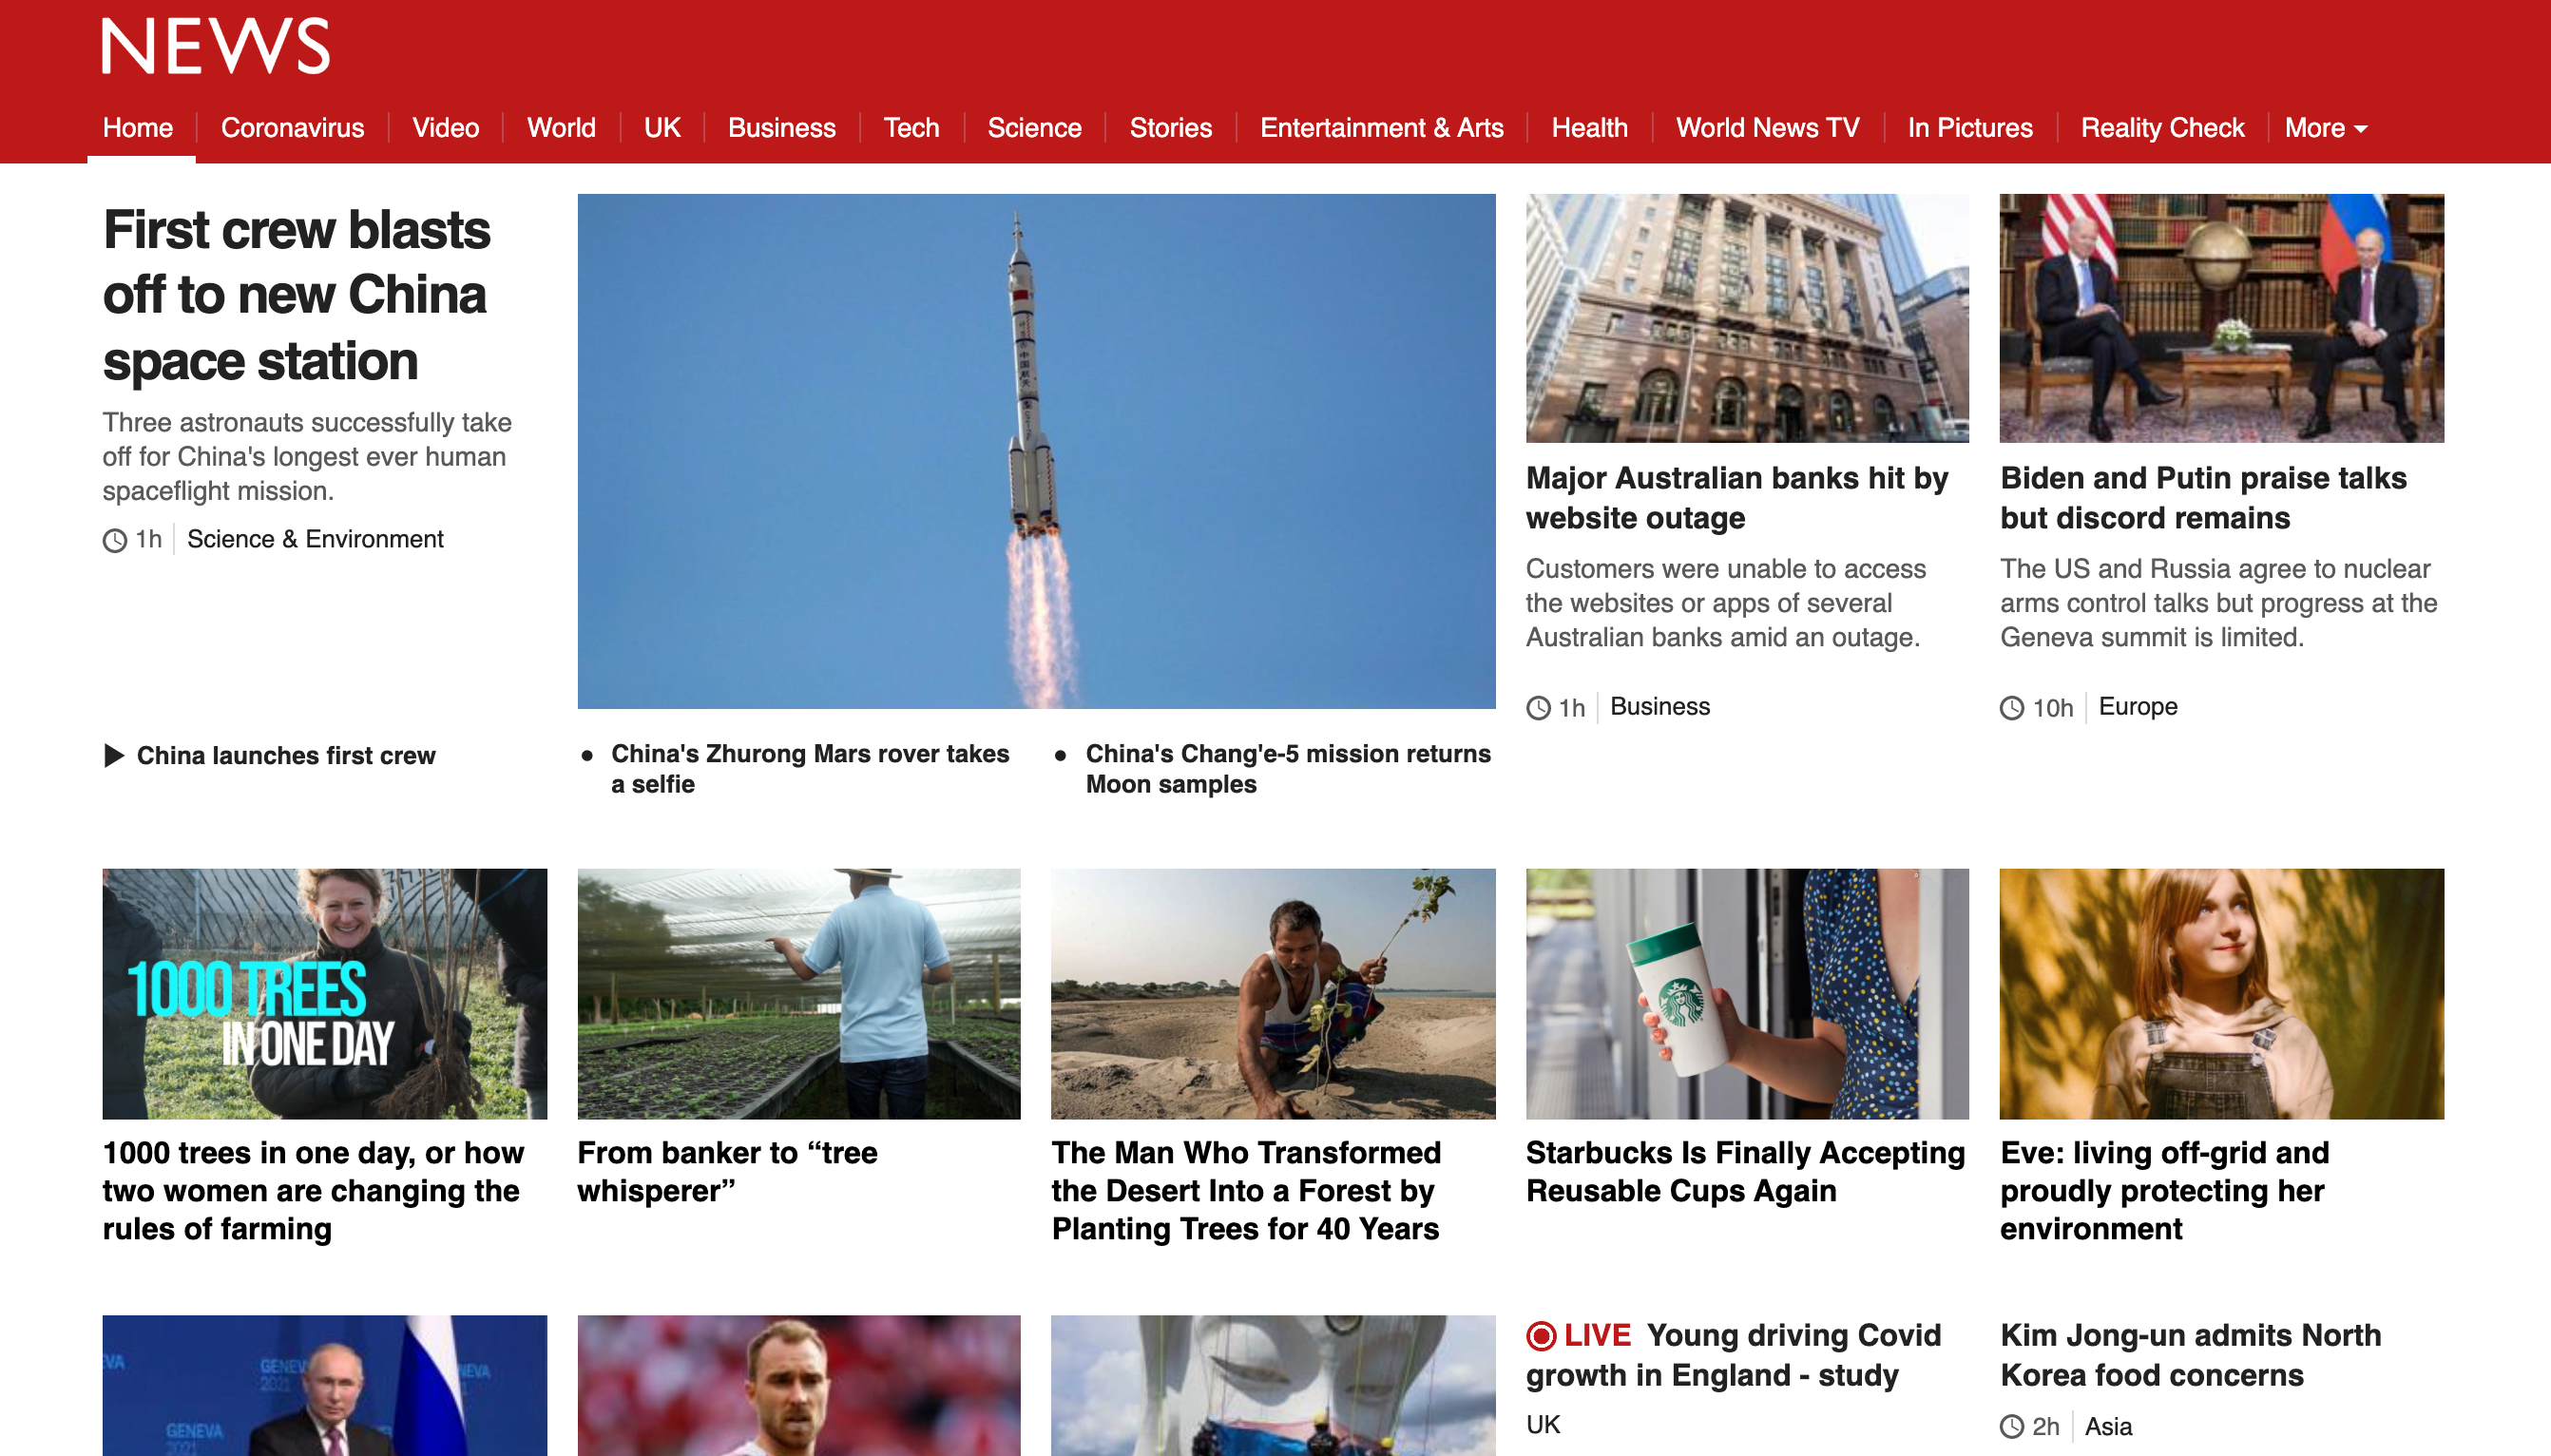 NEWS
Home
Coronavirus
Video
World
UK
Business
Tech
Science
Stories
Entertainment & Arts
Health
World News TV
In Pictures
Reality Check
More
First crew blasts
off to new China
space station
Three astronauts successfully take
off for China's longest ever human
spaceflight mission.
1h
Science & Environment
China launches first crew
中国航天
China's Zhurong Mars rover takes
a selfie
China's Chang'e-5 mission returns
Moon samples
Major Australian banks hit by
website outage
Customers were unable to access
the websites or apps of several
Australian banks amid an outage.
1h
Business
Biden and Putin praise talks
but discord remains
The US and Russia agree to nuclear
arms control talks but progress at the
Geneva summit is limited.
10h
Europe
1000 TREES
IN ONE DAY
1000 trees in one day, or how
two women are changing the
rules of farming
From banker to “tree
whisperer”
The Man Who Transformed
the Desert Into a Forest by
Planting Trees for 40 Years
Starbucks Is Finally Accepting
Reusable Cups Again
Eve: living off-grid and
proudly protecting her
environment
GENEVA
2021
LIVE Young driving Covid
growth in England - study
UK
Kim Jong-un admits North
Korea food concerns
2h
Asia